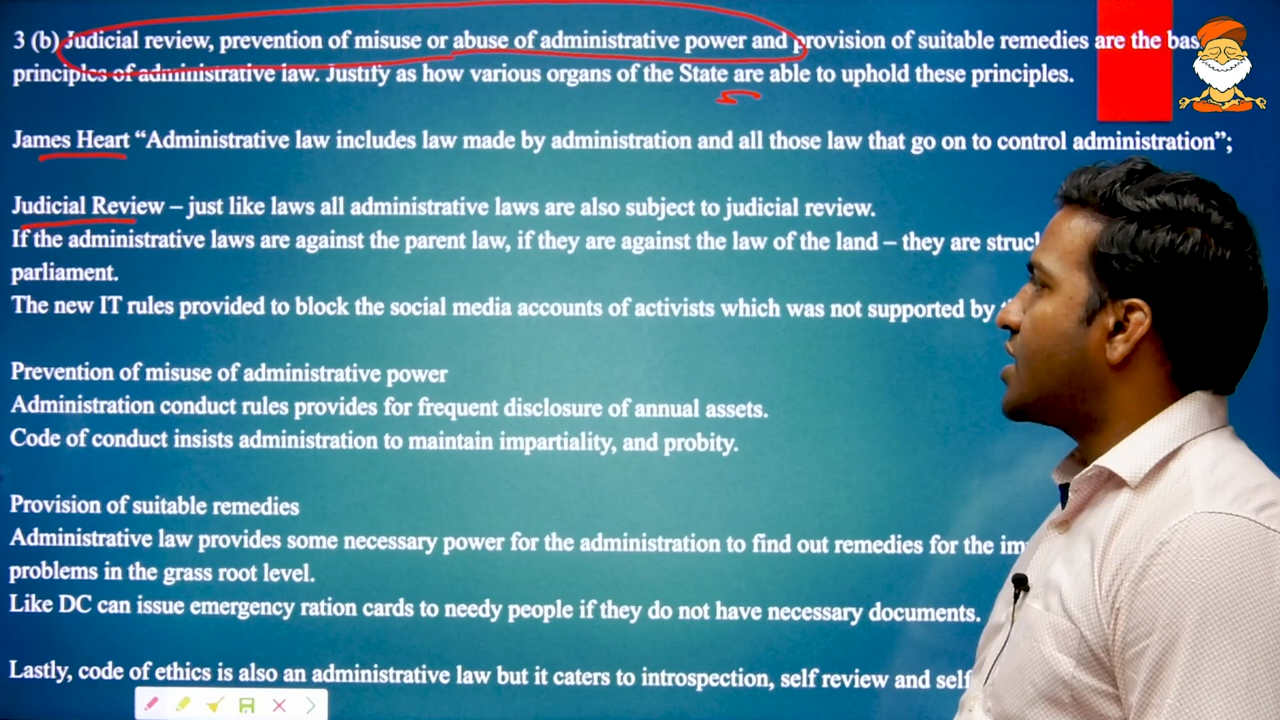 3 (b) Judicial review, prevention of misuse or abuse of administrative power and provision of suitable remedies are the
principles of administrative law. Justify as how various organs of the State are able to uphold these principles.
James Heart “Administrative law includes law made by administration and all those law that go on to control administration”;
Judicial Review – just like laws all administrative laws are also subject to judicial review.
If the administrative laws are against the parent law, if they are against the law of the land – they are
parliament.
The new IT rules provided to block the social media accounts of activists which was not supported by
Prevention of misuse of administrative power
Administration conduct rules provides for frequent disclosure of annual assets.
Code of conduct insists administration to maintain impartiality, and probity.
Provision of suitable remedies
Administrative law provides some necessary power for the administration to find out remedies for the
problems in the grass root level.
Like DC can issue emergency ration cards to needy people if they do not have necessary documents.
Lastly, code of ethics is also an administrative law but it caters to introspection, self review and self